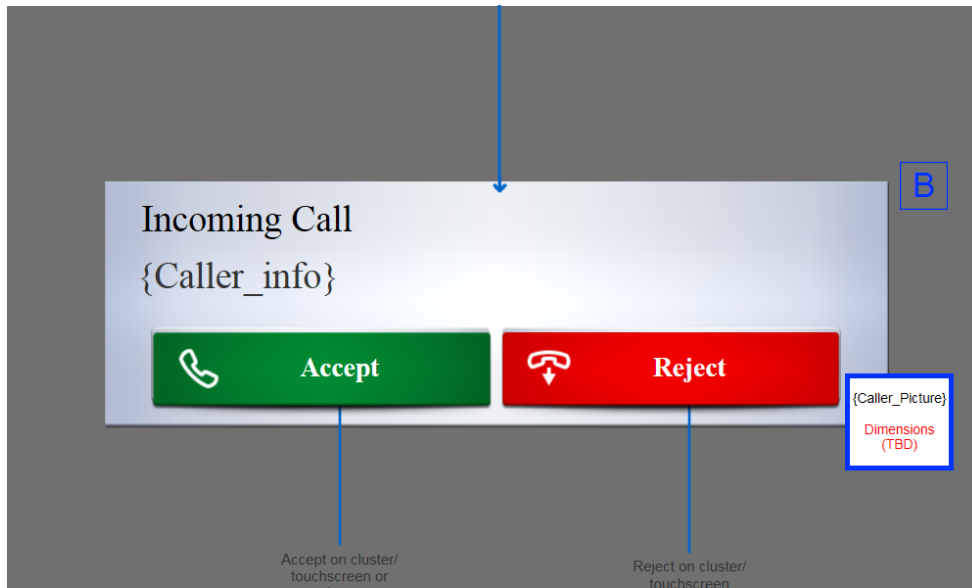 B
Incoming Call
{Caller_info}
Accept
Reject
{Caller_Picture}
Dimensions
(TBD)
Accept on cluster/
touchscreen or
Reject on cluster/
touchscreen